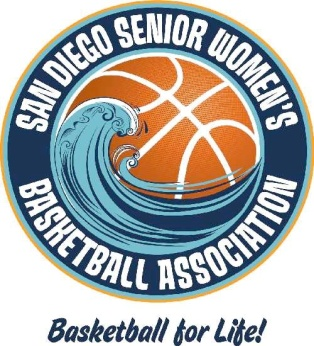 SAN DIEGO SENIOR WOMEN'S
BASKETBALL ASSOCIATION
Basketball for Life!